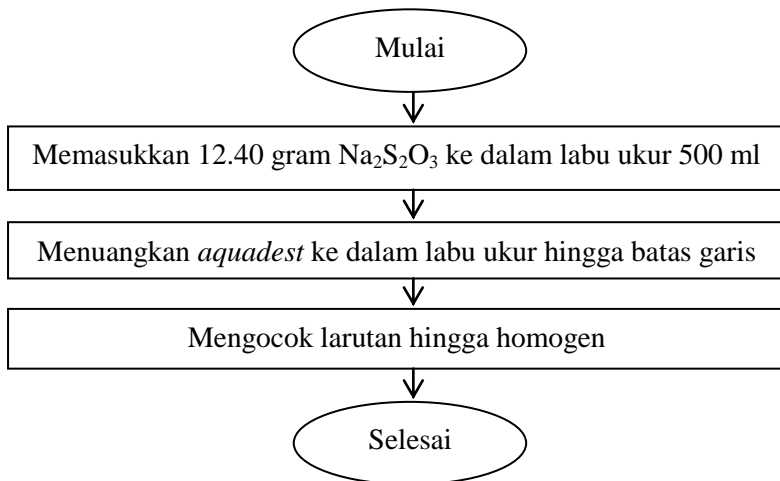 Mulai
Memasukkan 12.40 gram Na₂S₂O₃ ke dalam labu ukur 500 ml
Menuangkan aquadest ke dalam labu ukur hingga batas garis
Mengocok larutan hingga homogen
Selesai